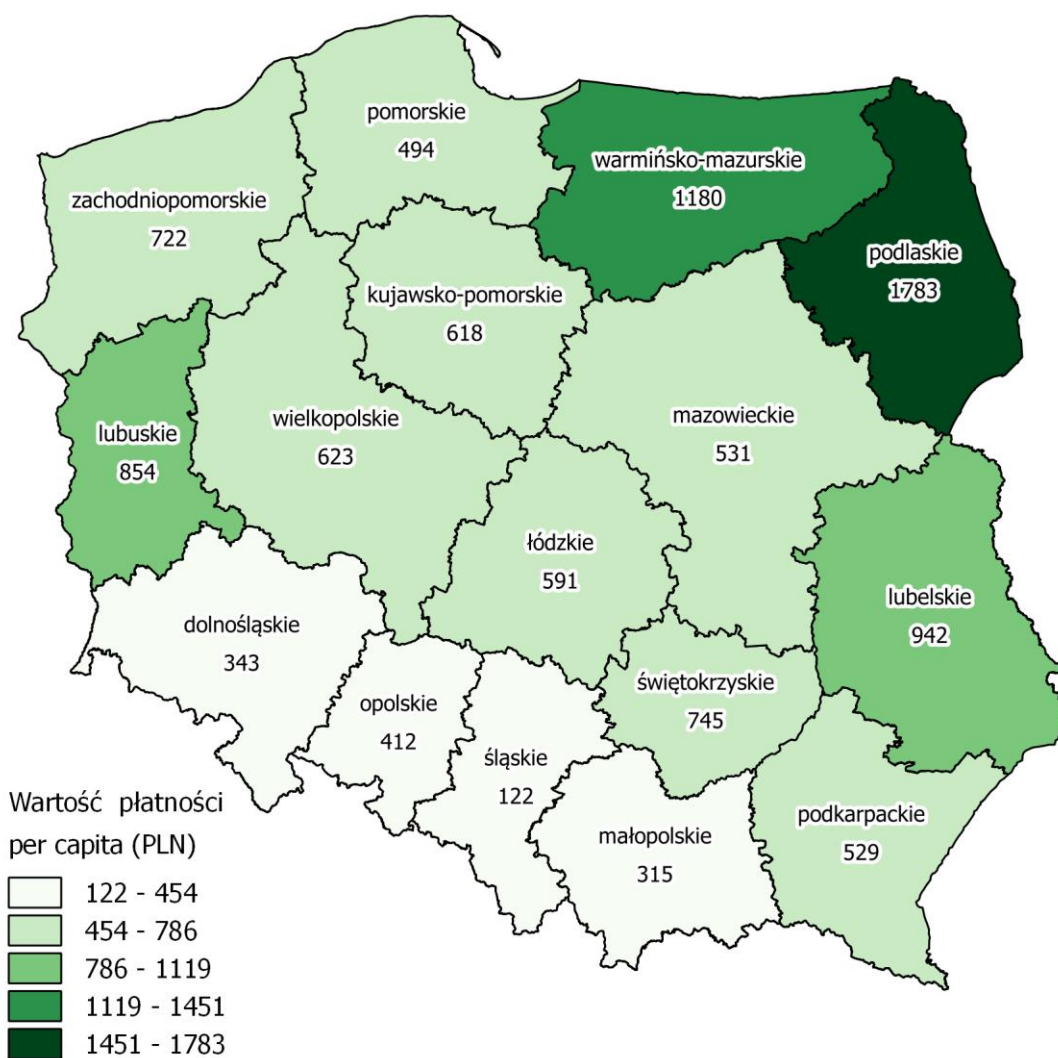 pomorskie
494
warmińsko-mazurskie
1180
zachodniopomorskie
722
podlaskie
1783
kujawsko-pomorskie
618
mazowieckie
531
wielkopolskie
623
lubuskie
854
łódzkie
591
lubelskie
942
dolnośląskie
343
świętokrzyskie
745
opolskie
412
śląskie
122
małopolskie
315
podkarpackie
529
Wartość płatności
per capita (PLN)
122 - 454
454 - 786
786 - 1119
1119 - 1451
1451 - 1783